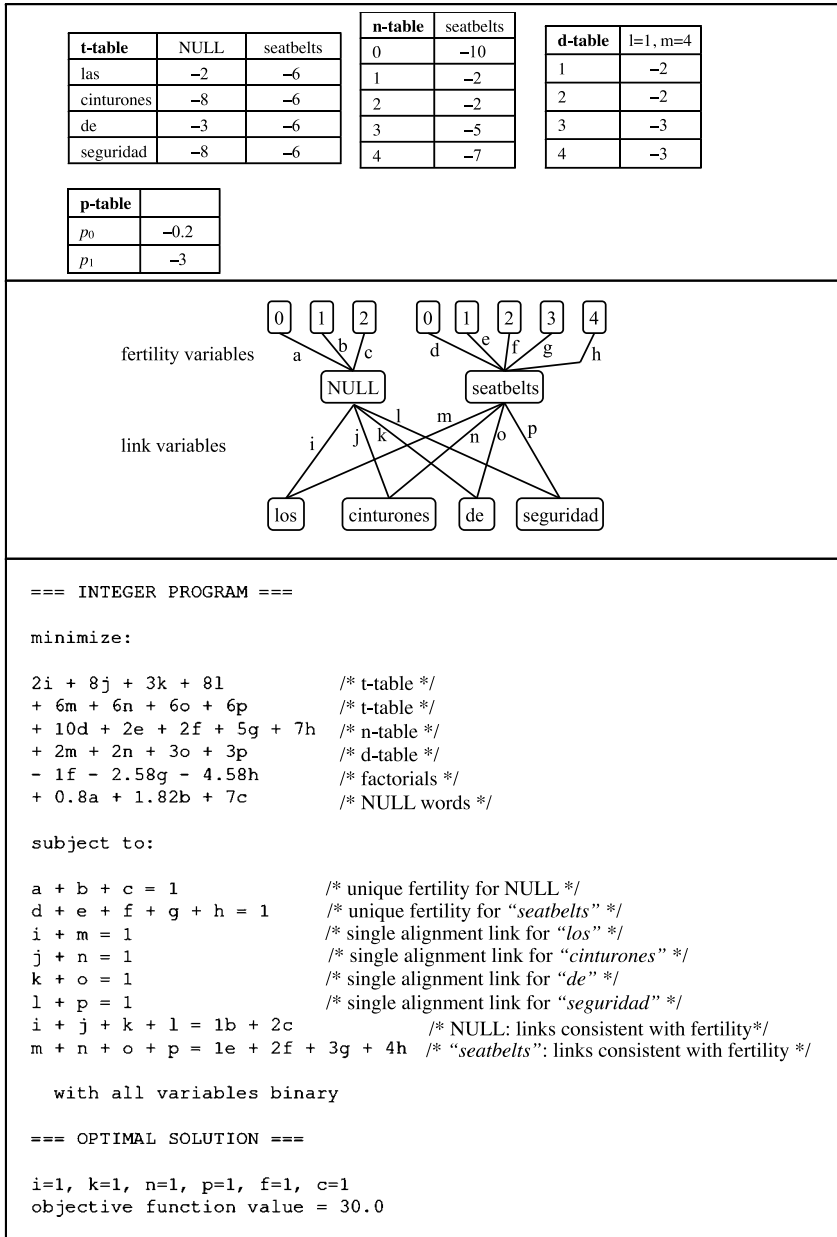 t-table NULL seatbelts
las –2 –6
cinturones –8 –6
de –3 –6
seguridad –8 –6
n-table seatbelts
0 –10
1 –2
2 –2
3 –5
4 –7
d-table l=1, m=4
1 –2
2 –2
3 –3
4 –3
p-table
p0 –0.2
p1 –3
0 1 2 0 1 2 3 4
fertility variables a b c d e f g h
NULL seatbelts
link variables i j k l m n o p
los cinturones de seguridad
=== INTEGER PROGRAM ===
minimize:
2i + 8j + 3k + 8l /* t-table */
+ 6m + 6n + 6o + 6p /* t-table */
+ 10d + 2e + 2f + 5g + 7h /* n-table */
+ 2m + 2n + 3o + 3p /* d-table */
- 1f - 2.58g - 4.58h /* factorials */
+ 0.8a + 1.82b + 7c /* NULL words */
subject to:
a + b + c = 1 /* unique fertility for NULL */
d + e + f + g + h = 1 /* unique fertility for “seatbelts” */
i + m = 1 /* single alignment link for “los” */
j + n = 1 /* single alignment link for “cinturones” */
k + o = 1 /* single alignment link for “de” */
l + p = 1 /* single alignment link for “seguridad” */
i + j + k + l = 1b + 2c /* NULL: links consistent with fertility*/
m + n + o + p = 1e + 2f + 3g + 4h /* “seatbelts”: links consistent with fertility */
with all variables binary
=== OPTIMAL SOLUTION ===
i=1, k=1, n=1, p=1, f=1, c=1
objective function value = 30.0